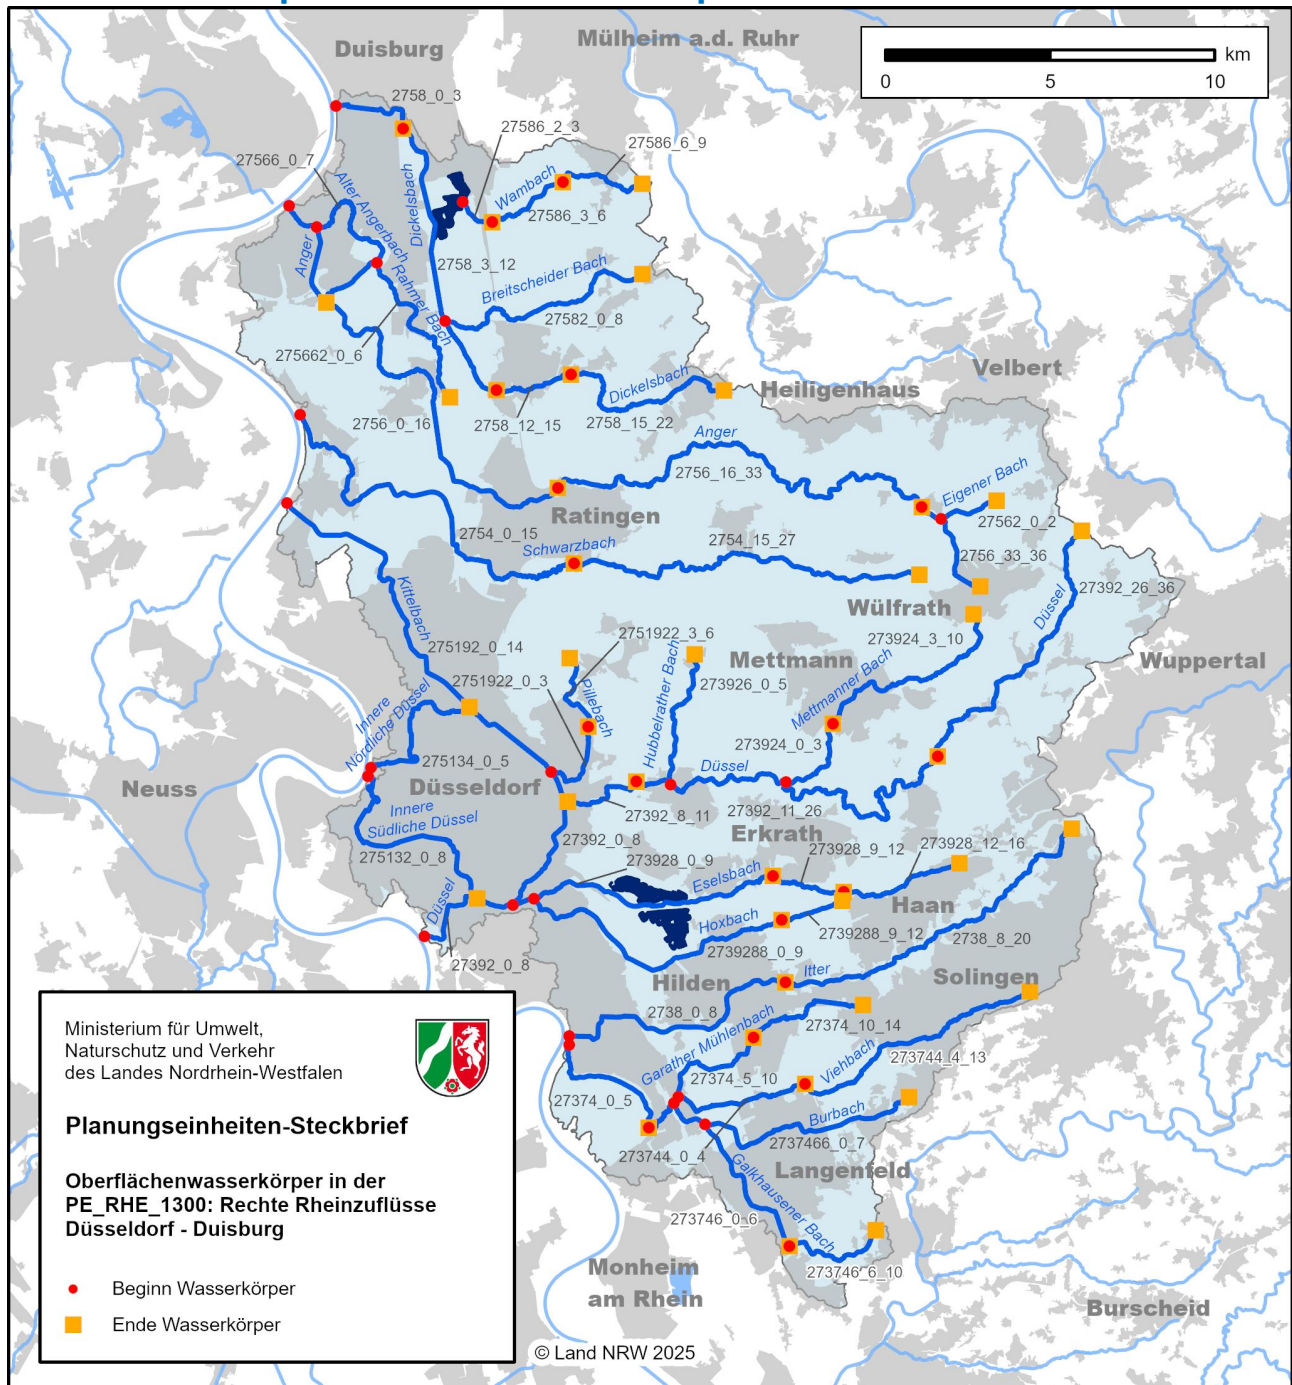 Duisburg
Mülheim a.d. Ruhr
km
0
5
10
2758_0_3
27586_2_3
27586_6_9
27566_0_7
Alter Angerbach
Dickelsbach
Wambach
27586_3_6
Anger
2758_3_12
Breitscheider Bach
Rahmer Bach
27582_0_8
275662_0_6
Velbert
Dickelsbach
Heiligenhaus
2756_0_16
2758_12_15
2758_15_22
Anger
2756_16_33
Eigener Bach
27562_0_2
Ratingen
2754_0_15
Schwarzbach
2754_15_27
2756_33_36
27392_26_36
Düssel
Kittelbach
Wülfrath
2751922_3_6
273924_3_10
275192_0_14
Mettmann
Wuppertal
2751922_0_3
Pillebach
Hubbelrather Bach
273926_0_5
Mettmanner Bach
Innere
Nördliche Düssel
273924_0_3
275134_0_5
Düssel
Neuss
Düsseldorf
Innere
Südliche Düssel
27392_8_11
27392_11_26
Erkrath
27392_0_8
273928_9_12
273928_12_16
275132_0_8
273928_0_9
Eselsbach
Düssel
Haan
Hoxbach
2739288_9_12
2738_8_20
27392_0_8
2739288_0_9
Itter
Hilden
Solingen
2738_0_8
27374_10_14
Garather Mühlenbach
Viehbach
273744_4_13
27374_5_10
27374_0_5
Burbach
273744_0_4
2737466_0_7
Langenfeld
Galkhausener Bach
273746_0_6
273746_6_10
Monheim
am Rhein
Burscheid
Ministerium für Umwelt,
Naturschutz und Verkehr
des Landes Nordrhein-Westfalen
Planungseinheiten-Steckbrief
Oberflächenwasserkörper in der
PE_RHE_1300: Rechte Rheinzuflüsse
Düsseldorf - Duisburg
Beginn Wasserkörper
Ende Wasserkörper
© Land NRW 2025